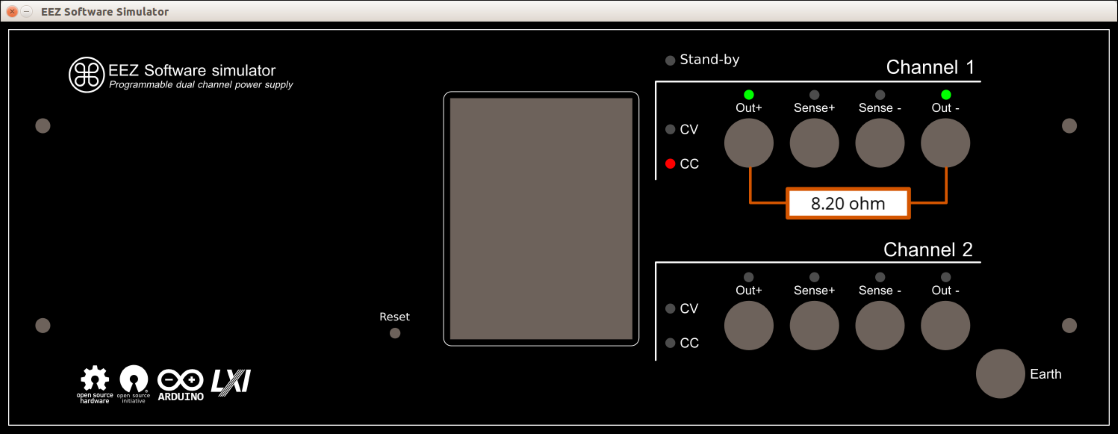 EEZ Software Simulator
EEZ Software simulator
Programmable dual channel power supply
Stand-by
Channel 1
Out+ Sense+ Sense - Out -
CV
CC
8.20 ohm
Channel 2
Out+ Sense+ Sense - Out -
CV
CC
Reset
Earth
open source
hardware
open source
initiative
ARDUINO
LXI